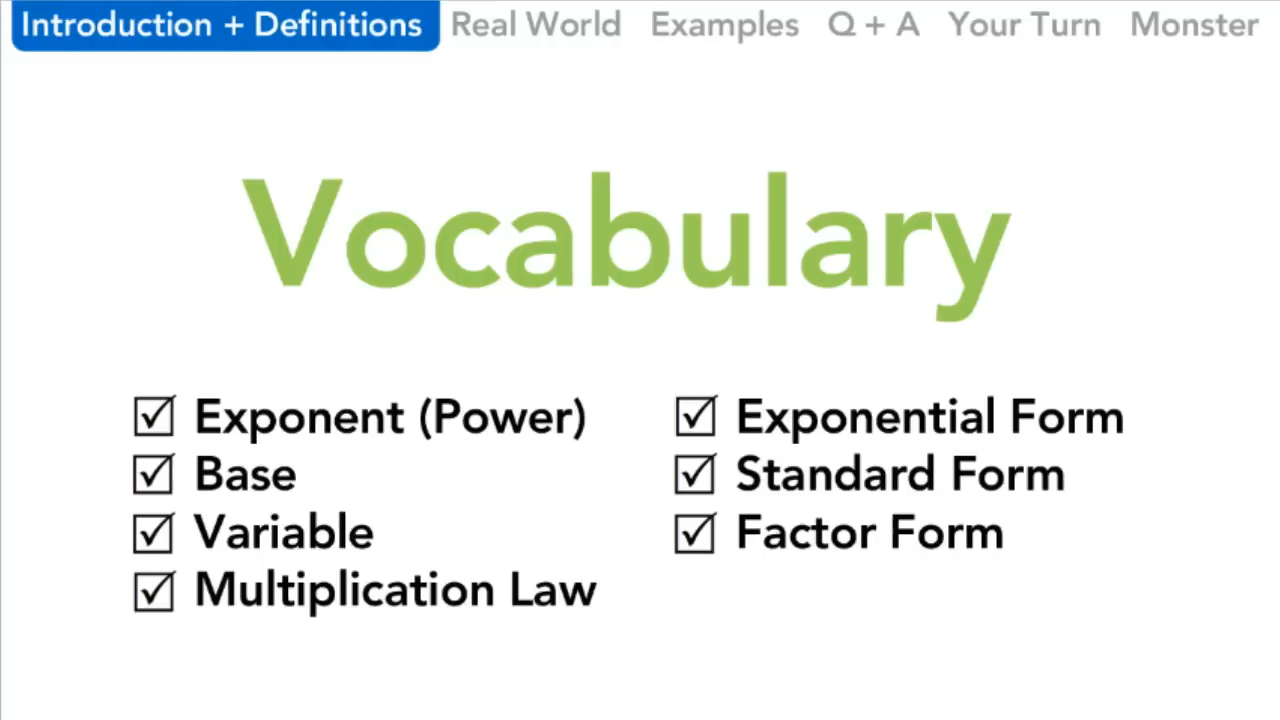 Introduction + Definitions Real World Examples Q + A Your Turn Monster
Vocabulary
Exponent (Power)
Base
Variable
Multiplication Law
Exponential Form
Standard Form
Factor Form